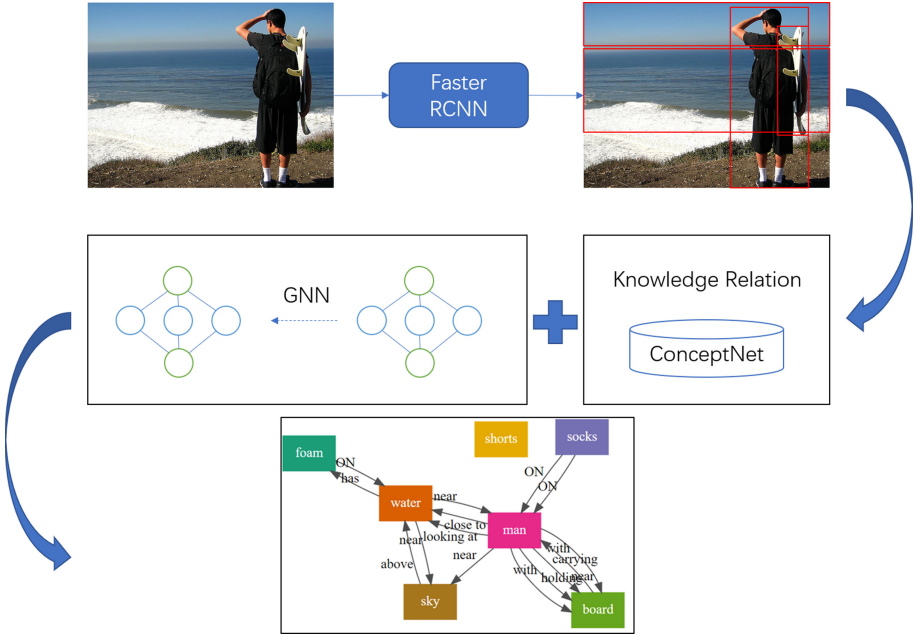 Faster
RCNN
GNN
Knowledge Relation
ConceptNet
shorts
socks
foam
ON
has
ON
ON
water
near
man
close to
looking at
near
near
above
with
carrying
with
holding
near
sky
board